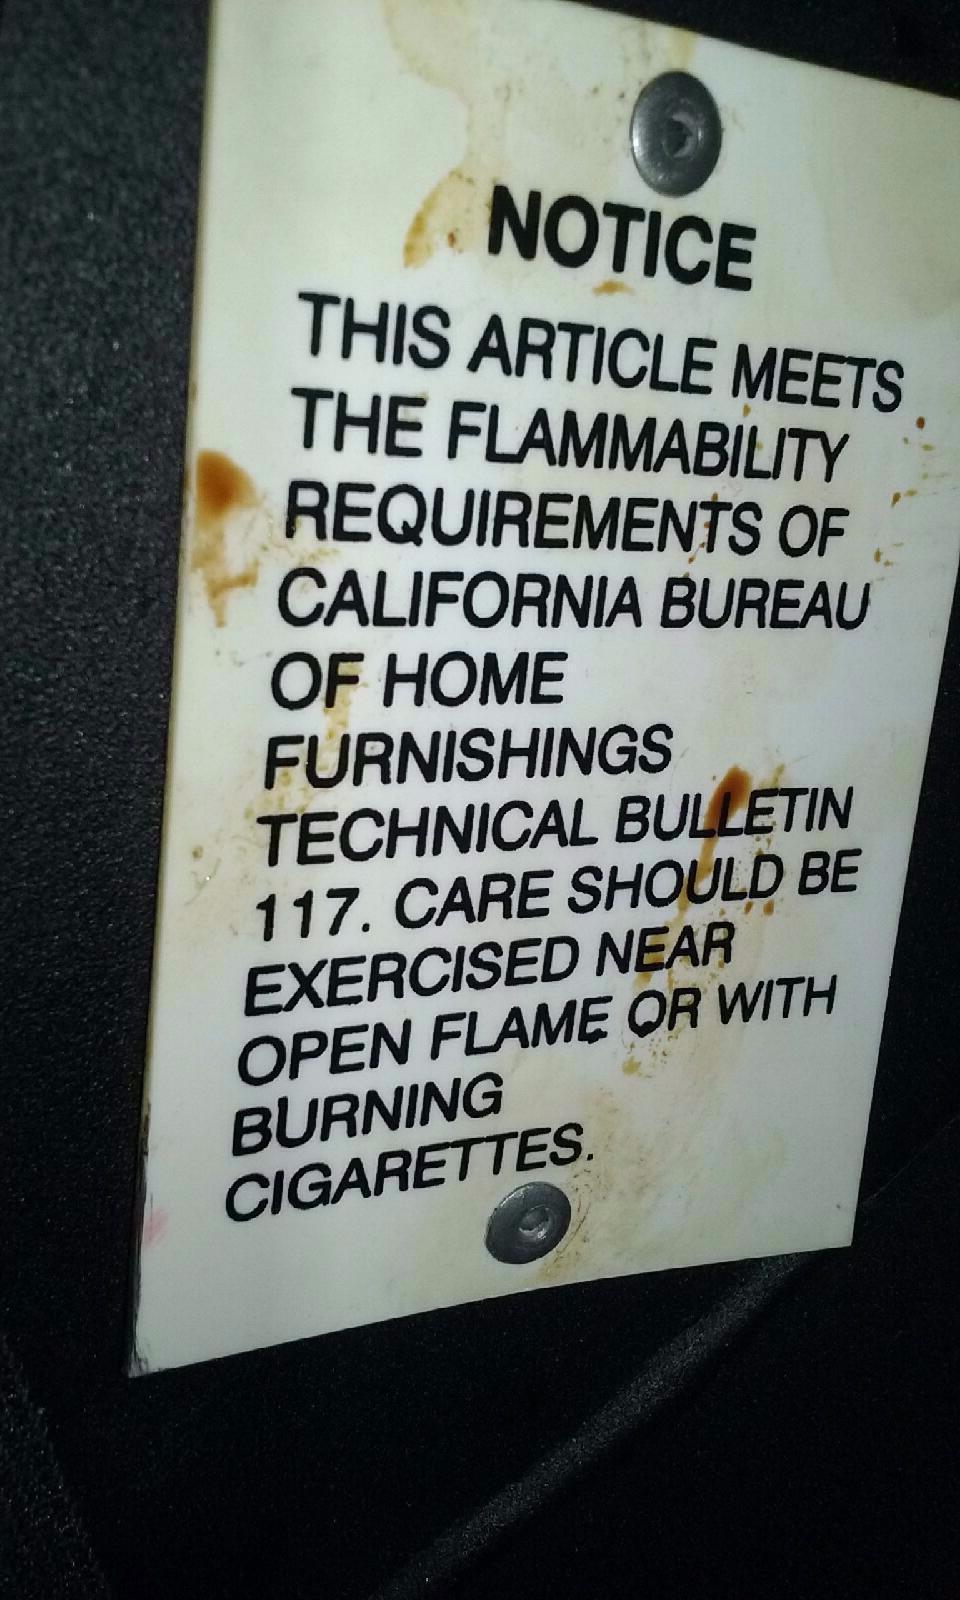 NOTICE
THIS ARTICLE MEETS
THE FLAMMABILITY
REQUIREMENTS OF
CALIFORNIA BUREAU
OF HOME
FURNISHINGS
TECHNICAL BULLETIN
117. CARE SHOULD BE
EXERCISED NEAR
OPEN FLAME OR WITH
BURNING
CIGARETTES.